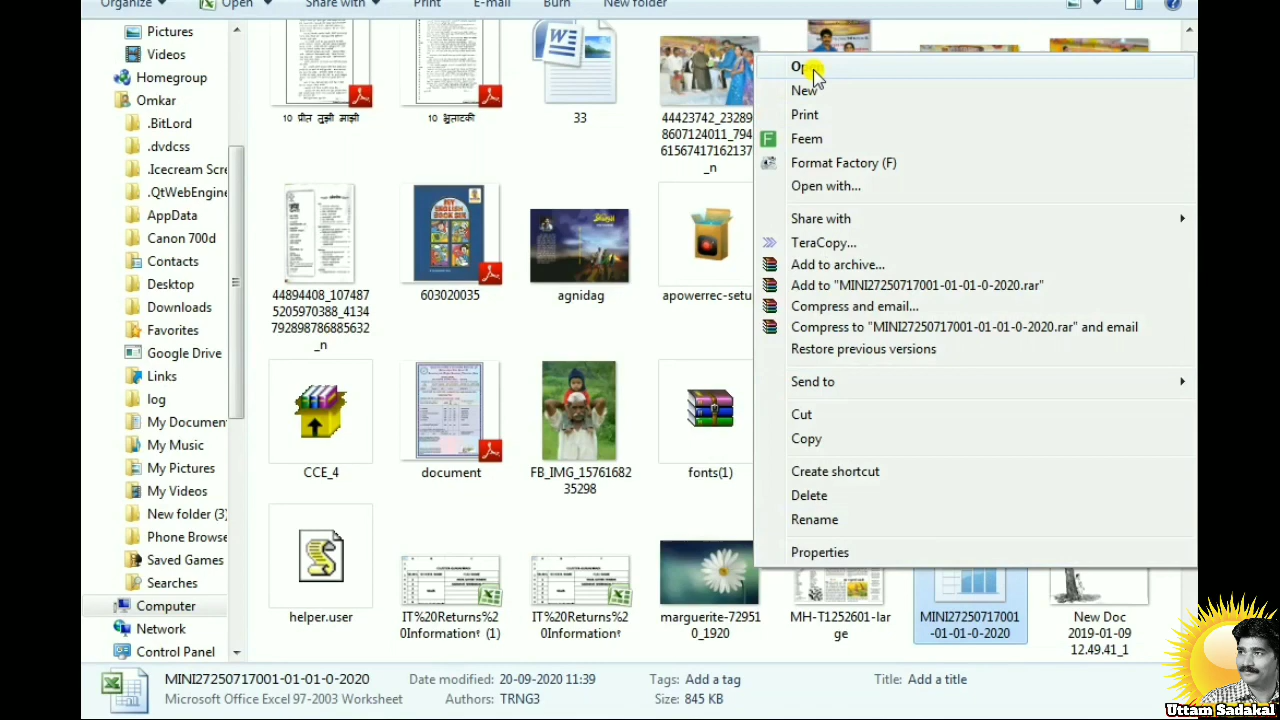 Organize
Open
Share with
Print
E-mail
Burn
New folder
Pictures
Videos
Homegroup
Omkar
.BitLord
.dvdcss
.Icecream Scre
.QtWebEngine
AppData
Canon 700d
Contacts
Desktop
Downloads
Favorites
Google Drive
Links
log
My Documen
My Music
My Pictures
My Videos
New folder (3)
Phone Browse
Saved Games
Searches
Computer
Network
Control Panel
10 प्रीत तुझी माझी
33
44423742_23289
8607124011_794
61567417162137
_n
44894408_107487
5205970388_4134
792898786885632
_n
603020035
agnidag
apowerrec-setu
CCE_4
document
FB_IMG_15761682
35298
fonts(1)
helper.user
IT%20Returns%2
0Information (1)
IT%20Returns%2
0Information
marguerite-72951
0_1920
MH-T1252601-lar
ge
MINI27250717001
-01-01-0-2020
New Doc
2019-01-09
12.49.41_1
New
Print
Feem
Format Factory (F)
Open with...
Share with
TeraCopy...
Add to archive...
Add to "MINI27250717001-01-01-0-2020.rar"
Compress and email...
Compress to "MINI27250717001-01-01-0-2020.rar" and email
Restore previous versions
Send to
Cut
Copy
Create shortcut
Delete
Rename
Properties
MINI27250717001-01-01-0-2020
Date modified: 20-09-2020 11:39
Tags: Add a tag
Title: Add a title
Microsoft Office Excel 97-2003 Worksheet
Authors: TRNG3
Size: 845 KB
Uttam Sadakal